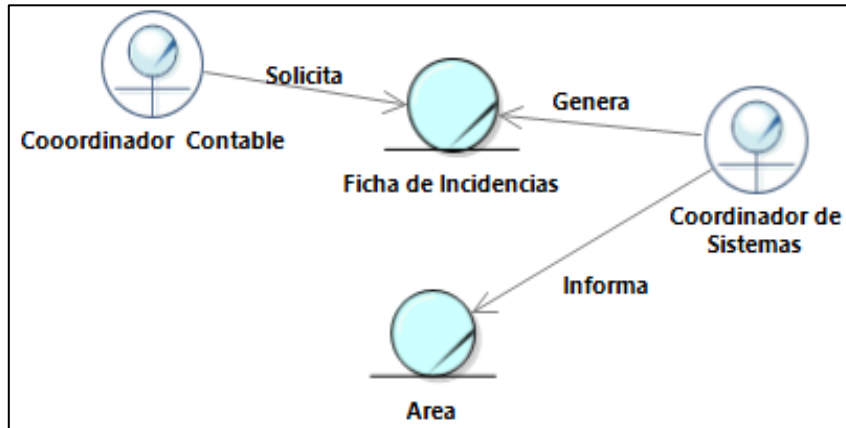 Solicita
Genera
Cooordinador Contable
Ficha de Incidencias
Coordinador de
Sistemas
Informa
Area